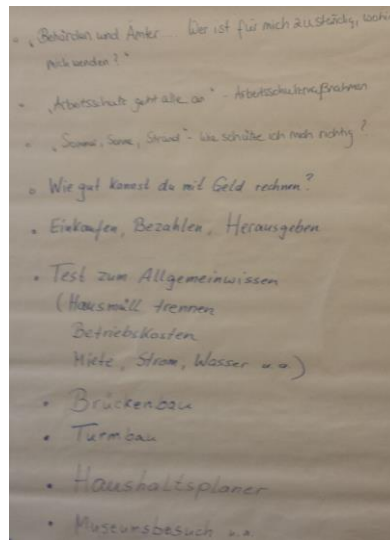 • „Behörden und Ämter ... Wer ist für mich zuständig, wohin
mich wenden?"
• „Arbeitsschutz geht alle an" - Arbeitsschutzmaßnahmen
• „Sommer, Sonne, Strand" - Wie schütze ich mich richtig?
• Wie gut kannst du mit Geld rechnen?
• Einkaufen, Bezahlen, Herausgeben
• Test zum Allgemeinwissen
(Hausmüll trennen
Betriebskosten
Miete, Strom, Wasser u.a.)
• Brückenbau
• Turmbau
• Haushaltsplaner
• Museumsbesuch u.a.